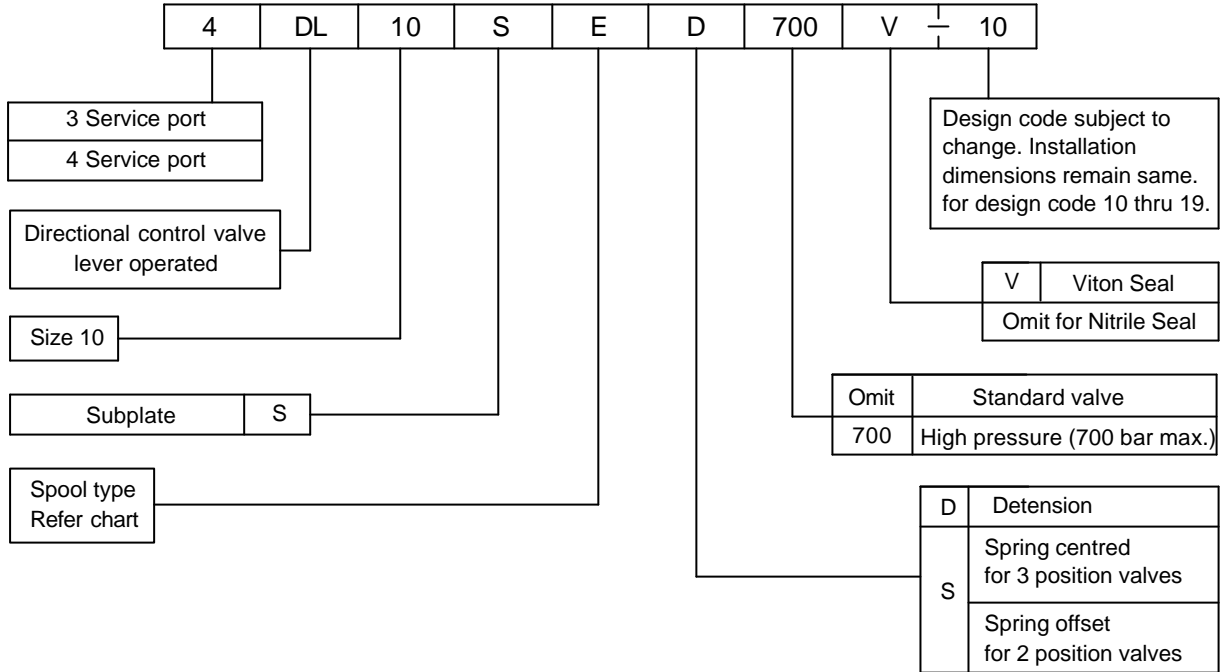 4 DL 10 S E D 700 V – 10
3 Service port
4 Service port
Directional control valve
lever operated
Size 10
Subplate S
Spool type
Refer chart
Design code subject to
change. Installation
dimensions remain same.
for design code 10 thru 19.
V Viton Seal
Omit for Nitrile Seal
Omit Standard valve
700 High pressure (700 bar max.)
D Detension
S
Spring centred
for 3 position valves
Spring offset
for 2 position valves